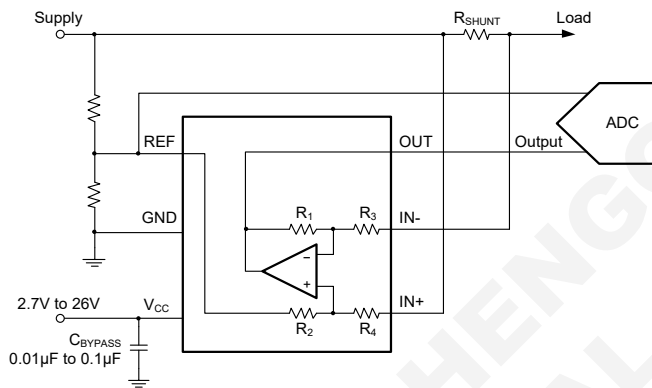 Supply
RSHUNT
Load
ADC
REF
OUT
Output
GND
R1
R3
IN-
−
+
2.7V to 26V
VCC
R2
R4
IN+
CBYPASS
0.01µF to 0.1µF